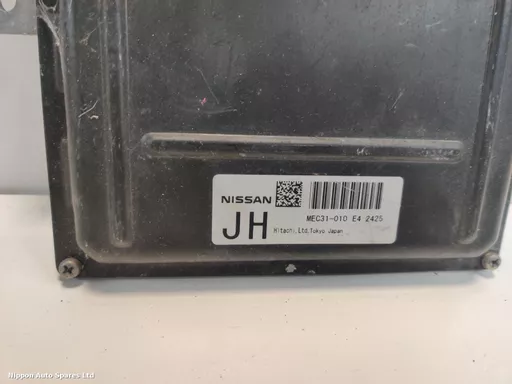 NISSAN
MEC31-010 E4 2425
JH
Hitachi,Ltd.Tokyo Japan
Nippon Auto Spares Ltd